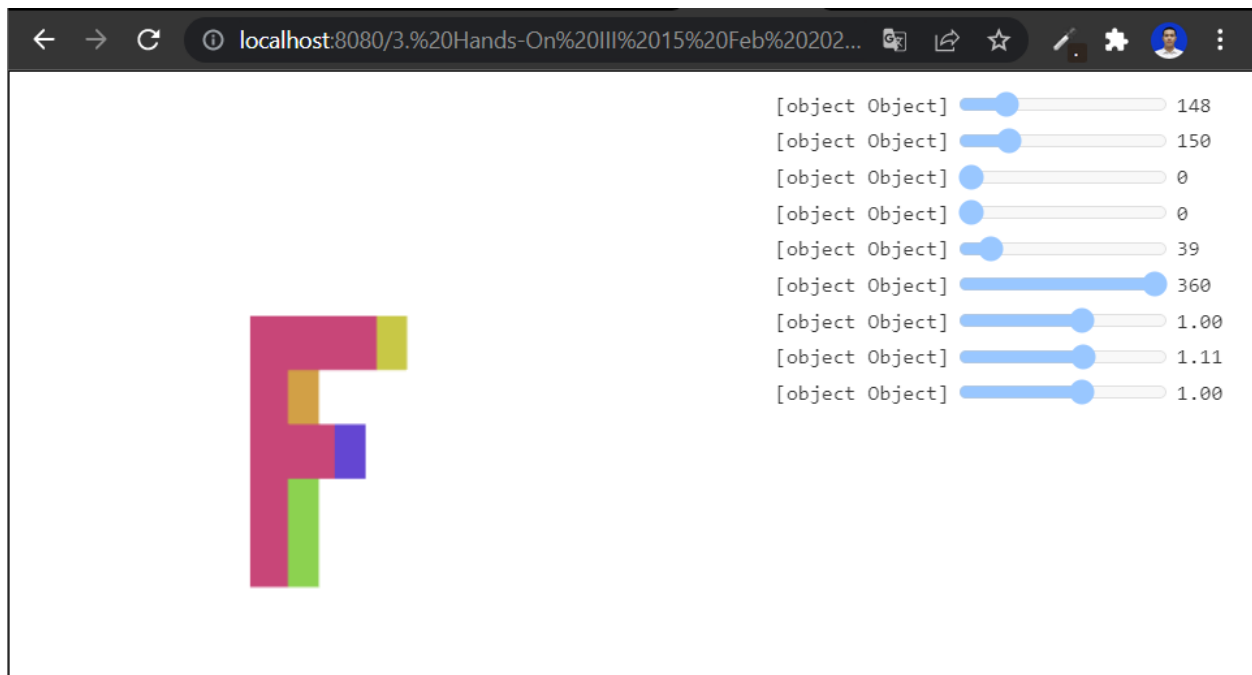 localhost:8080/3.%20Hands-On%20III%2015%20Feb%20202...
[object Object] 148
[object Object] 150
[object Object] 0
[object Object] 0
[object Object] 39
[object Object] 360
[object Object] 1.00
[object Object] 1.11
[object Object] 1.00
F